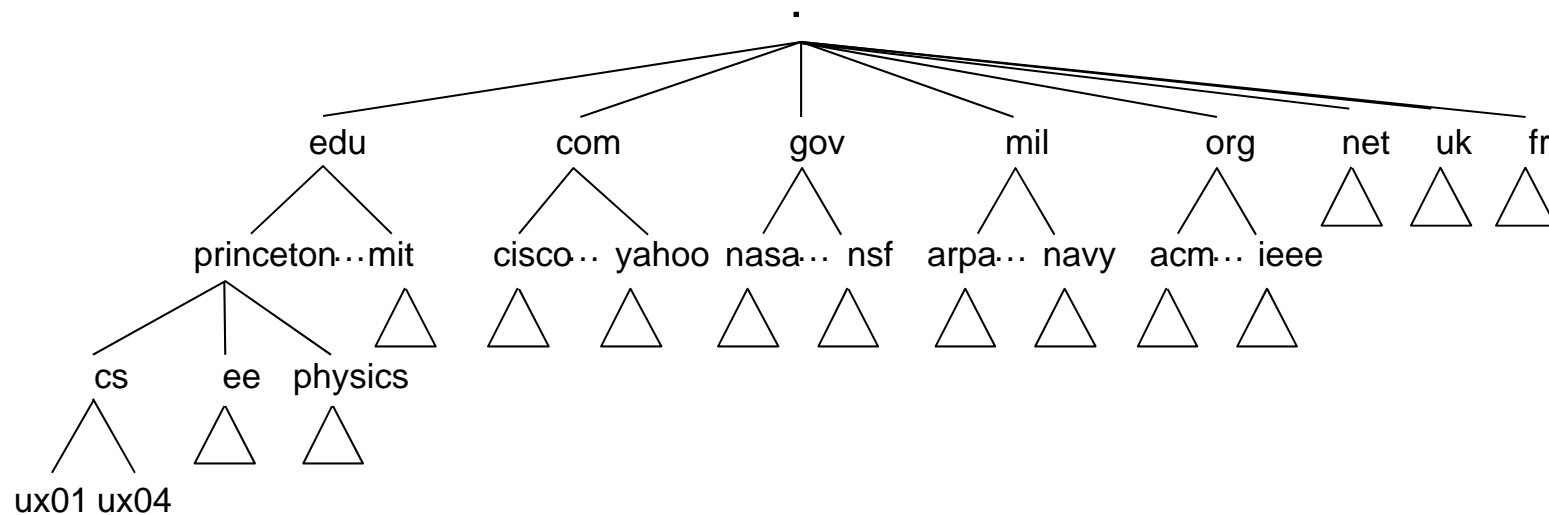 .
edu com gov mil org net uk fr
princeton…mit cisco… yahoo nasa… nsf arpa… navy acm… ieee
cs ee physics
ux01 ux04